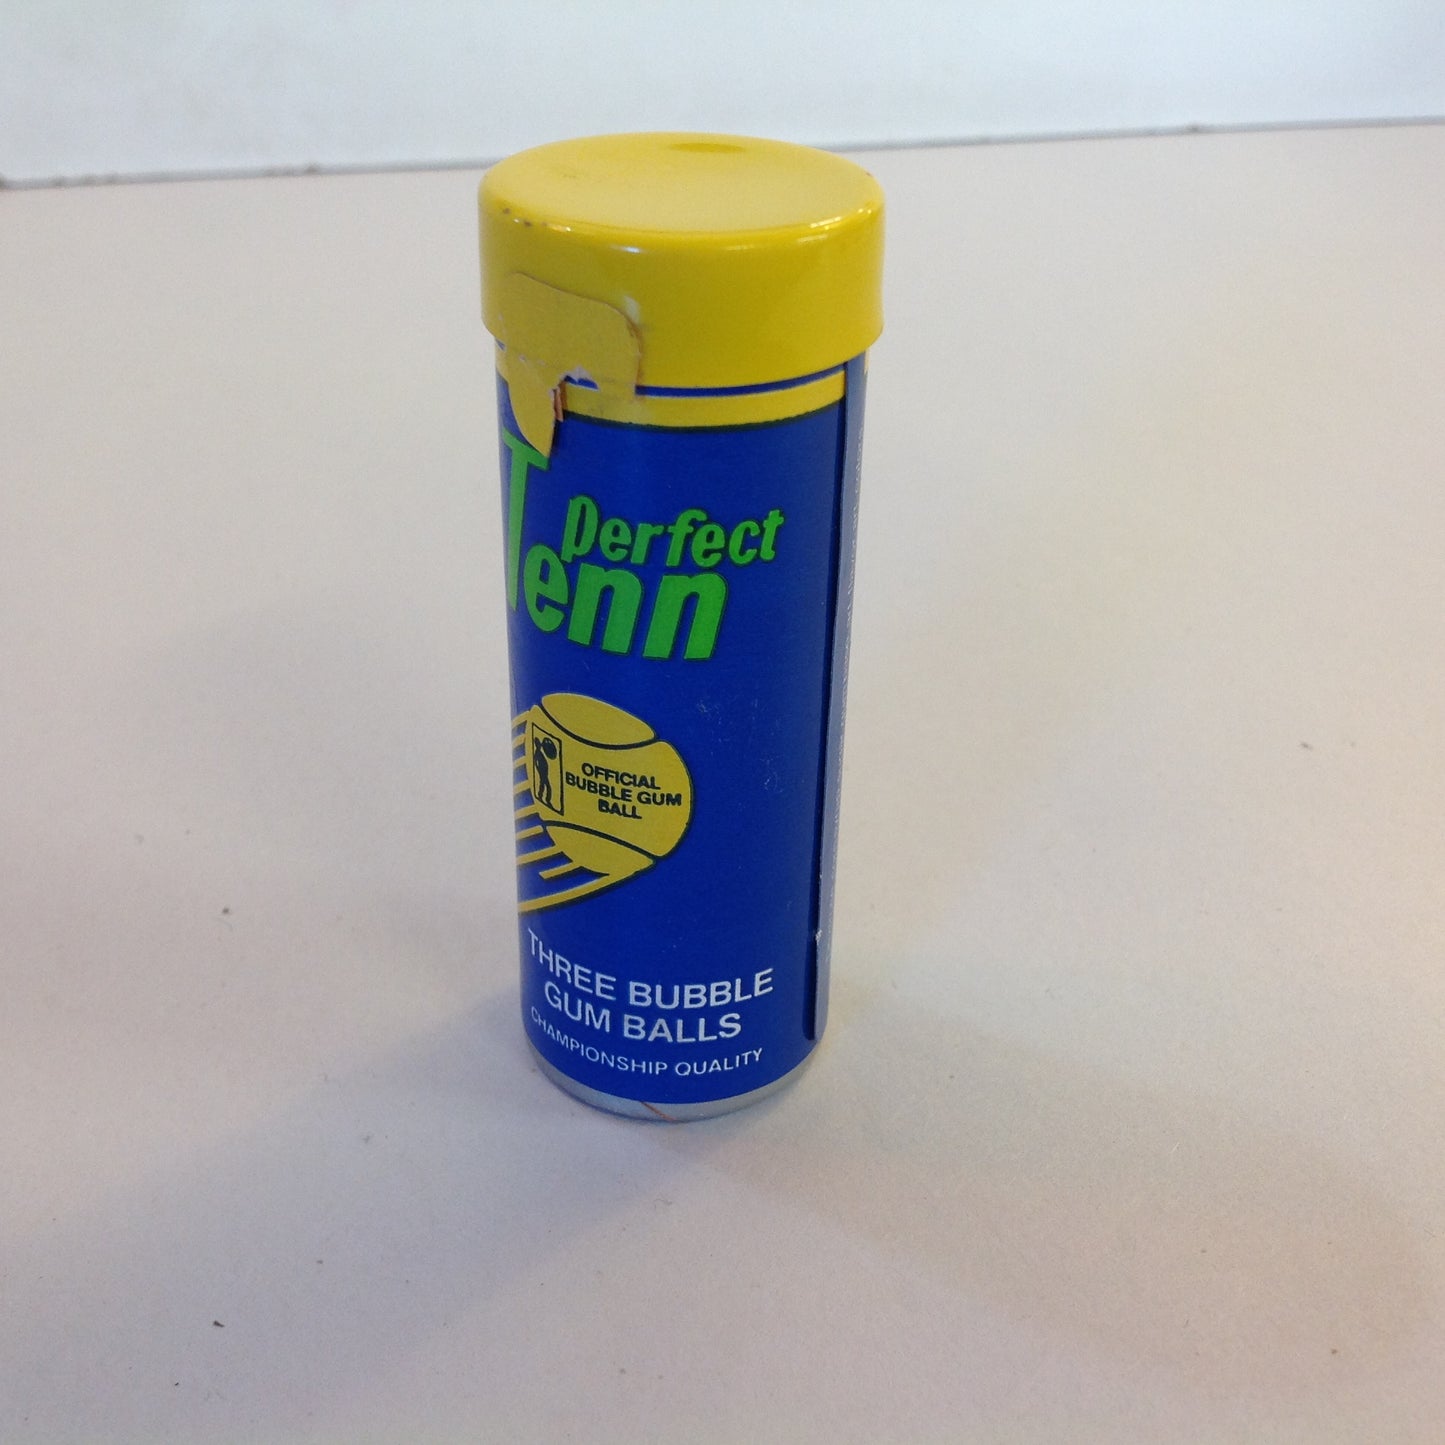 perfect
Tenn
OFFICIAL
BUBBLE GUM
BALL
THREE BUBBLE
GUM BALLS
CHAMPIONSHIP QUALITY